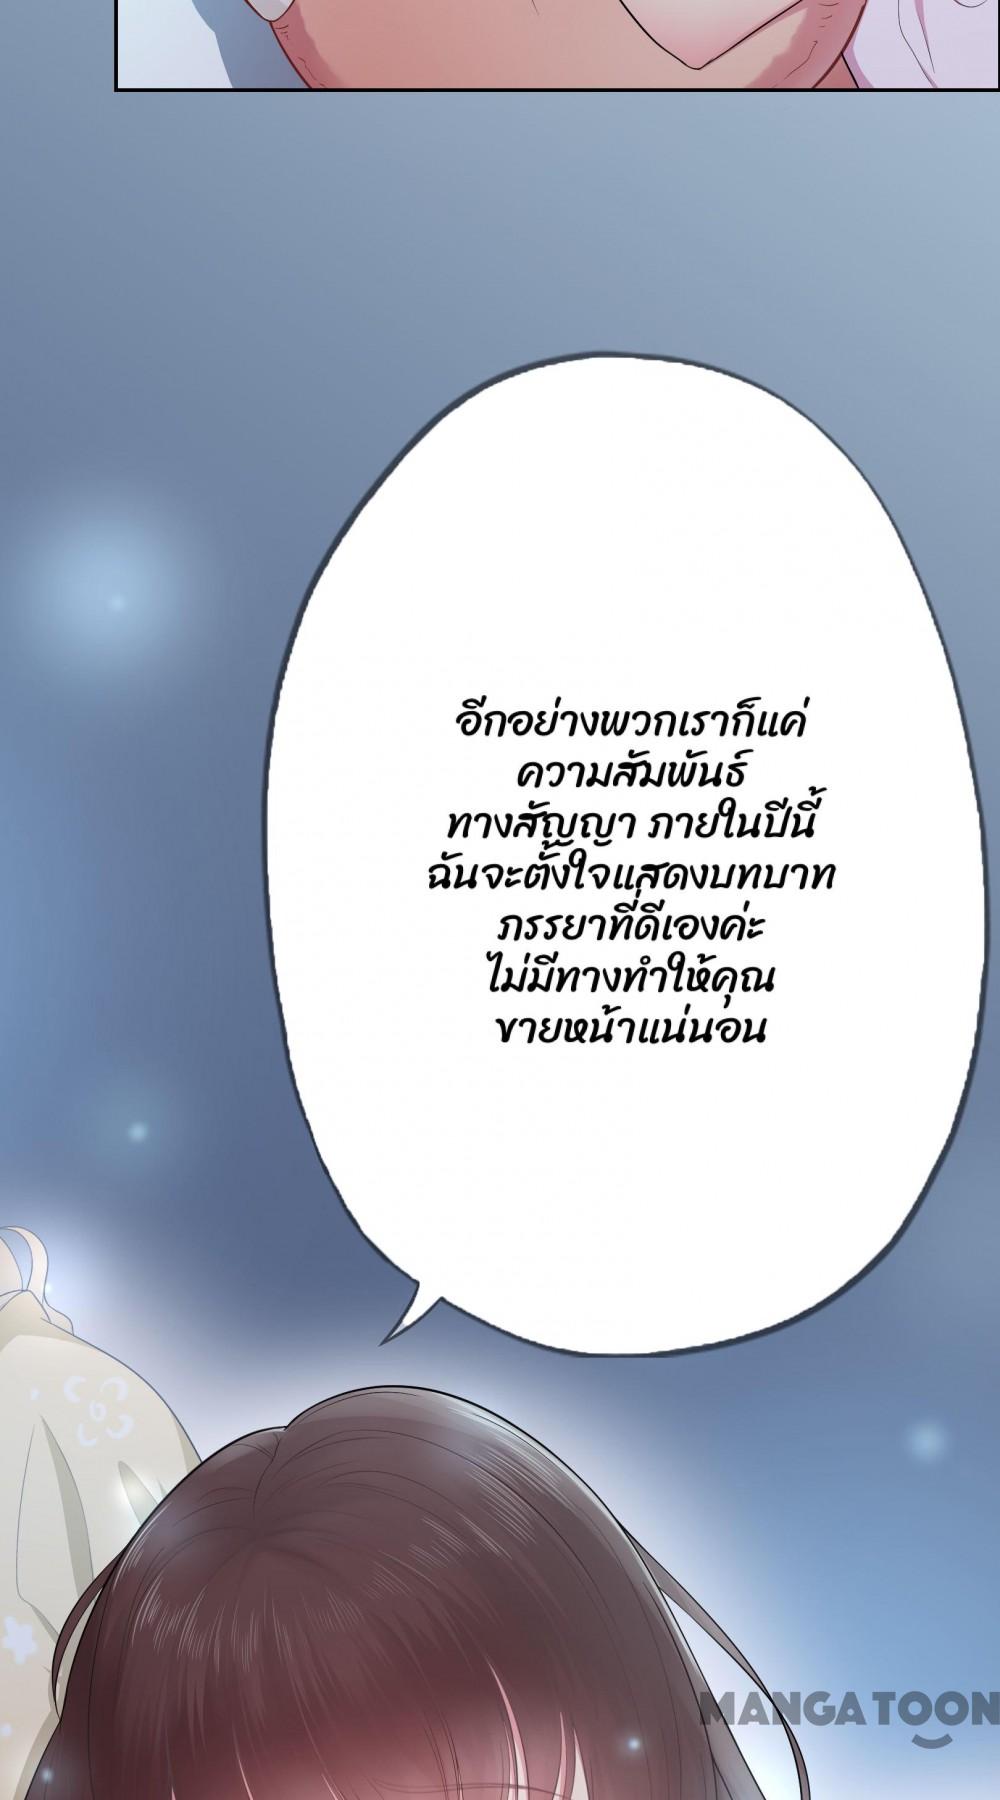 อีกอย่างพวกเราก็แค่
ความสัมพันธ์
ทางสัญญา ภายในปีนี้
ฉันจะตั้งใจแสดงบทบาท
ภรรยาที่ดีเองค่ะ
ไม่มีทางทำให้คุณ
ขายหน้าแน่นอน
MANGATOON